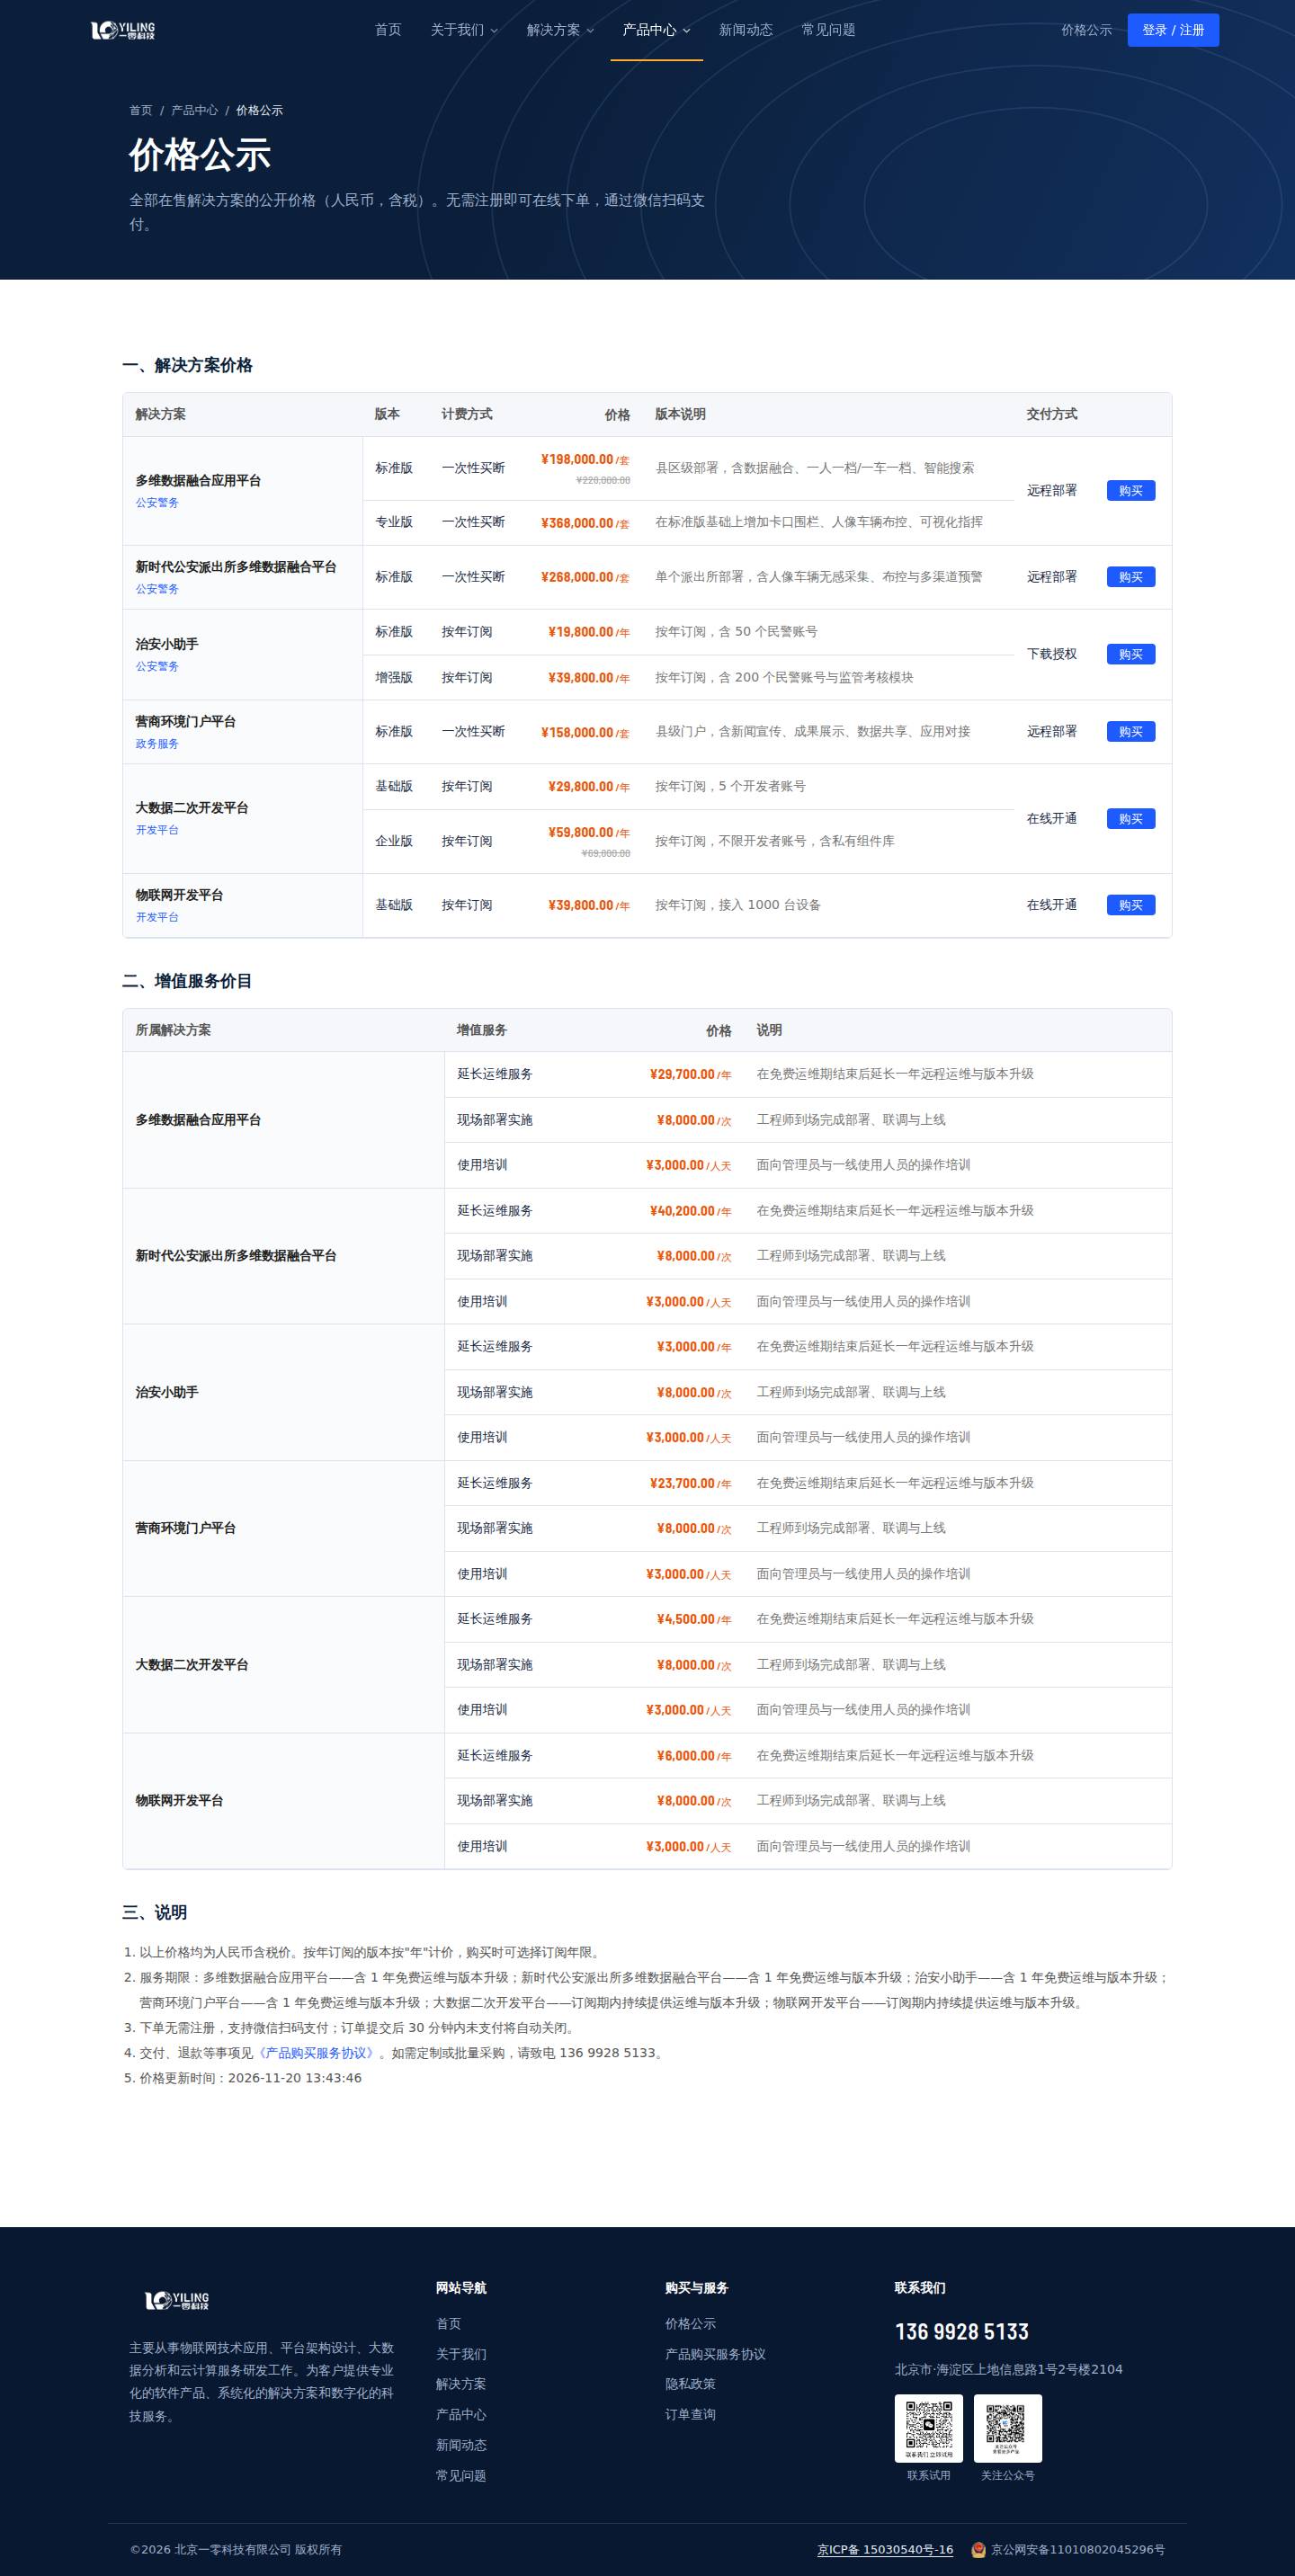 YILING
一零科技
首页 关于我们 解决方案 产品中心 新闻动态 常见问题 价格公示 登录 / 注册
首页 / 产品中心 / 价格公示
价格公示
全部在售解决方案的公开价格（人民币，含税）。无需注册即可在线下单，通过微信扫码支
付。
一、解决方案价格
解决方案 版本 计费方式 价格 版本说明 交付方式
多维数据融合应用平台
公安警务
标准版 一次性买断 ¥198,000.00 /套 县区级部署，含数据融合、一人一档/一车一档、智能搜索
¥220,000.00
远程部署 购买
专业版 一次性买断 ¥368,000.00 /套 在标准版基础上增加卡口围栏、人像车辆布控、可视化指挥
新时代公安派出所多维数据融合平台
公安警务
标准版 一次性买断 ¥268,000.00 /套 单个派出所部署，含人像车辆无感采集、布控与多渠道预警 远程部署 购买
治安小助手
公安警务
标准版 按年订阅 ¥19,800.00 /年 按年订阅，含 50 个民警账号
下载授权 购买
增强版 按年订阅 ¥39,800.00 /年 按年订阅，含 200 个民警账号与监管考核模块
营商环境门户平台
政务服务
标准版 一次性买断 ¥158,000.00 /套 县级门户，含新闻宣传、成果展示、数据共享、应用对接 远程部署 购买
大数据二次开发平台
开发平台
基础版 按年订阅 ¥29,800.00 /年 按年订阅，5 个开发者账号
在线开通 购买
企业版 按年订阅 ¥59,800.00 /年 按年订阅，不限开发者账号，含私有组件库
¥69,800.00
物联网开发平台
开发平台
基础版 按年订阅 ¥39,800.00 /年 按年订阅，接入 1000 台设备 在线开通 购买
二、增值服务价目
所属解决方案 增值服务 价格 说明
多维数据融合应用平台
延长运维服务 ¥29,700.00 /年 在免费运维期结束后延长一年远程运维与版本升级
现场部署实施 ¥8,000.00 /次 工程师到场完成部署、联调与上线
使用培训 ¥3,000.00 /人天 面向管理员与一线使用人员的操作培训
新时代公安派出所多维数据融合平台
延长运维服务 ¥40,200.00 /年 在免费运维期结束后延长一年远程运维与版本升级
现场部署实施 ¥8,000.00 /次 工程师到场完成部署、联调与上线
使用培训 ¥3,000.00 /人天 面向管理员与一线使用人员的操作培训
治安小助手
延长运维服务 ¥3,000.00 /年 在免费运维期结束后延长一年远程运维与版本升级
现场部署实施 ¥8,000.00 /次 工程师到场完成部署、联调与上线
使用培训 ¥3,000.00 /人天 面向管理员与一线使用人员的操作培训
营商环境门户平台
延长运维服务 ¥23,700.00 /年 在免费运维期结束后延长一年远程运维与版本升级
现场部署实施 ¥8,000.00 /次 工程师到场完成部署、联调与上线
使用培训 ¥3,000.00 /人天 面向管理员与一线使用人员的操作培训
大数据二次开发平台
延长运维服务 ¥4,500.00 /年 在免费运维期结束后延长一年远程运维与版本升级
现场部署实施 ¥8,000.00 /次 工程师到场完成部署、联调与上线
使用培训 ¥3,000.00 /人天 面向管理员与一线使用人员的操作培训
物联网开发平台
延长运维服务 ¥6,000.00 /年 在免费运维期结束后延长一年远程运维与版本升级
现场部署实施 ¥8,000.00 /次 工程师到场完成部署、联调与上线
使用培训 ¥3,000.00 /人天 面向管理员与一线使用人员的操作培训
三、说明
1. 以上价格均为人民币含税价。按年订阅的版本按"年"计价，购买时可选择订阅年限。
2. 服务期限：多维数据融合应用平台——含 1 年免费运维与版本升级；新时代公安派出所多维数据融合平台——含 1 年免费运维与版本升级；治安小助手——含 1 年免费运维与版本升级；
营商环境门户平台——含 1 年免费运维与版本升级；大数据二次开发平台——订阅期内持续提供运维与版本升级；物联网开发平台——订阅期内持续提供运维与版本升级。
3. 下单无需注册，支持微信扫码支付；订单提交后 30 分钟内未支付将自动关闭。
4. 交付、退款等事项见《产品购买服务协议》。如需定制或批量采购，请致电 136 9928 5133。
5. 价格更新时间：2026-11-20 13:43:46
YILING
一零科技
主要从事物联网技术应用、平台架构设计、大数
据分析和云计算服务研发工作。为客户提供专业
化的软件产品、系统化的解决方案和数字化的科
技服务。
网站导航
首页
关于我们
解决方案
产品中心
新闻动态
常见问题
购买与服务
价格公示
产品购买服务协议
隐私政策
订单查询
联系我们
136 9928 5133
北京市·海淀区上地信息路1号2号楼2104
联系我们 立即试用
联系试用 关注公众号
©2026 北京一零科技有限公司 版权所有
京ICP备 15030540号-16 京公网安备11010802045296号